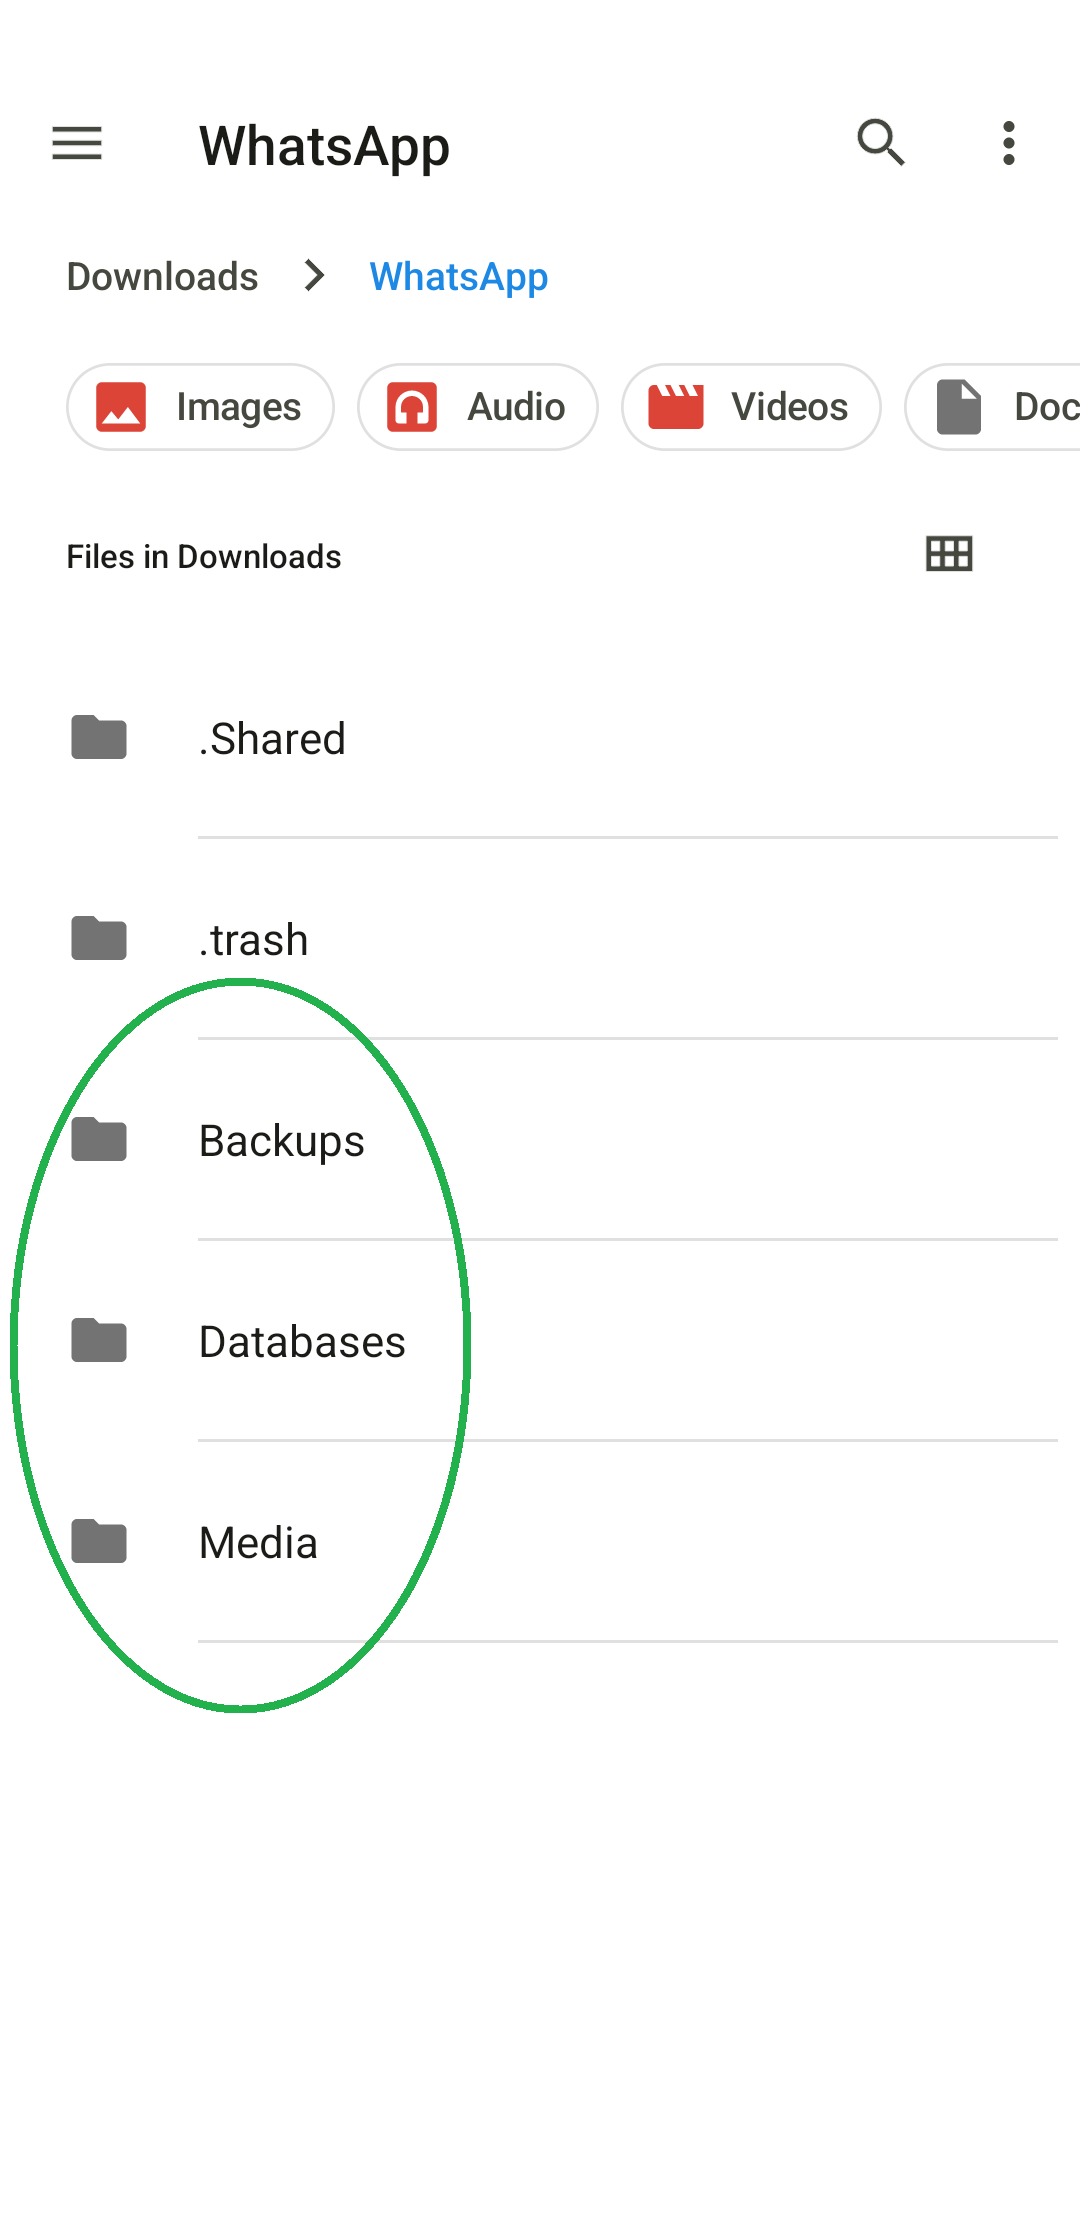 WhatsApp
Downloads > WhatsApp
Images Audio Videos Doc
Files in Downloads
.Shared
.trash
Backups
Databases
Media